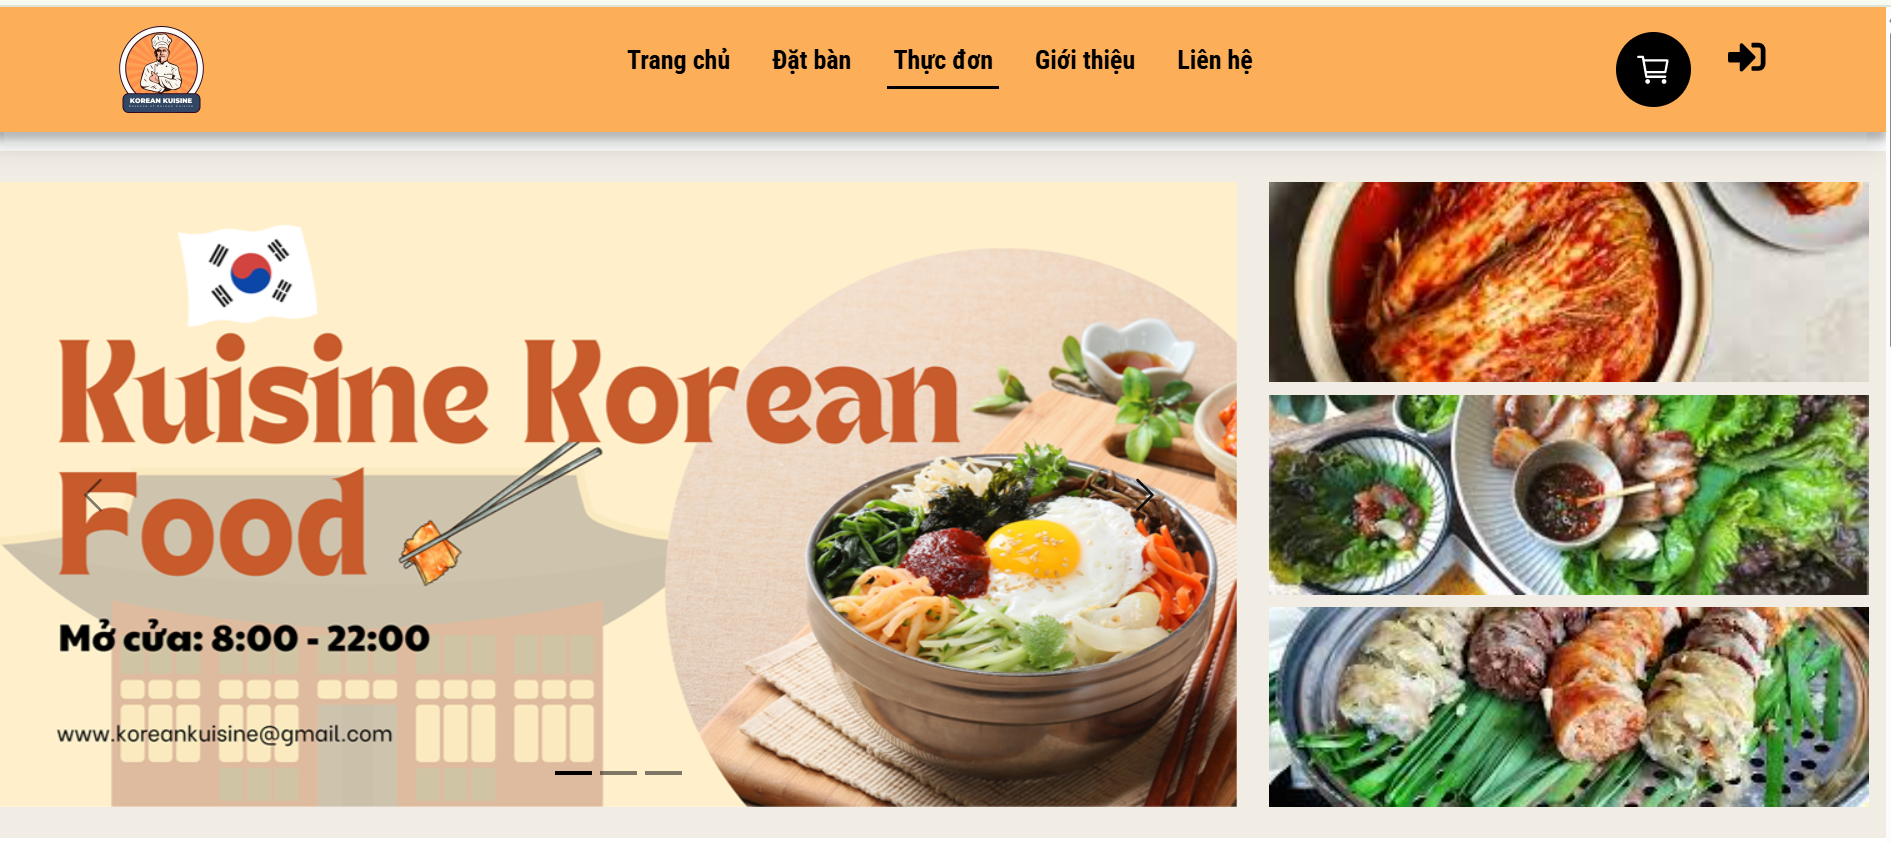 KOREAN KUISINE
Trang chủ
Đặt bàn
Thực đơn
Giới thiệu
Liên hệ
Kuisine Korean
Food
Mở cửa: 8:00 - 22:00
www.koreankuisine@gmail.com